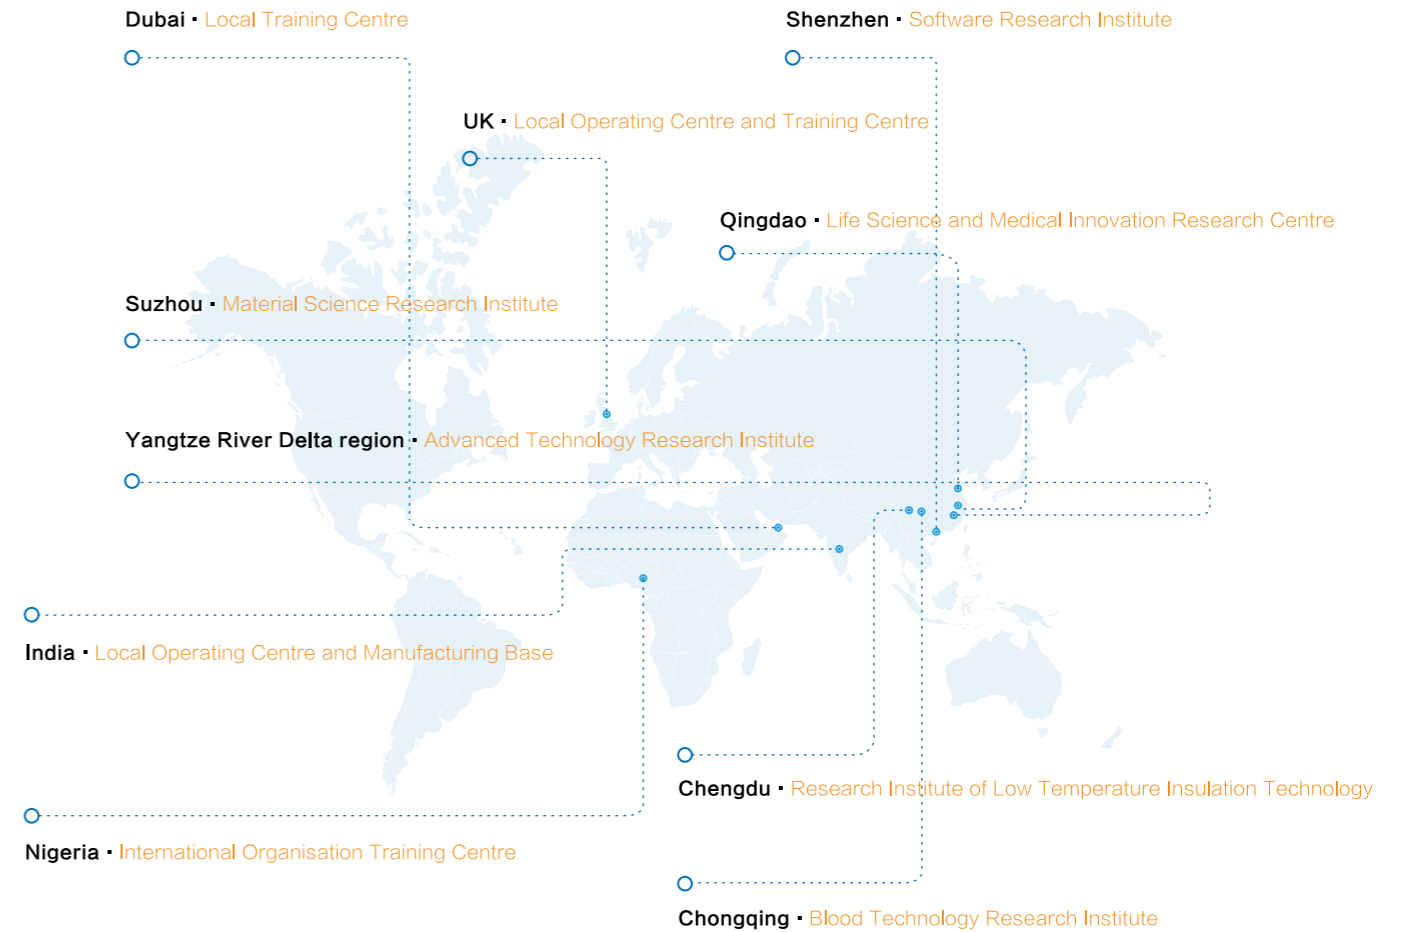 Dubai ▪ Local Training Centre
Shenzhen ▪ Software Research Institute
UK ▪ Local Operating Centre and Training Centre
Qingdao ▪ Life Science and Medical Innovation Research Centre
Suzhou ▪ Material Science Research Institute
Yangtze River Delta region ▪ Advanced Technology Research Institute
India ▪ Local Operating Centre and Manufacturing Base
Chengdu ▪ Research Institute of Low Temperature Insulation Technology
Nigeria ▪ International Organisation Training Centre
Chongqing ▪ Blood Technology Research Institute